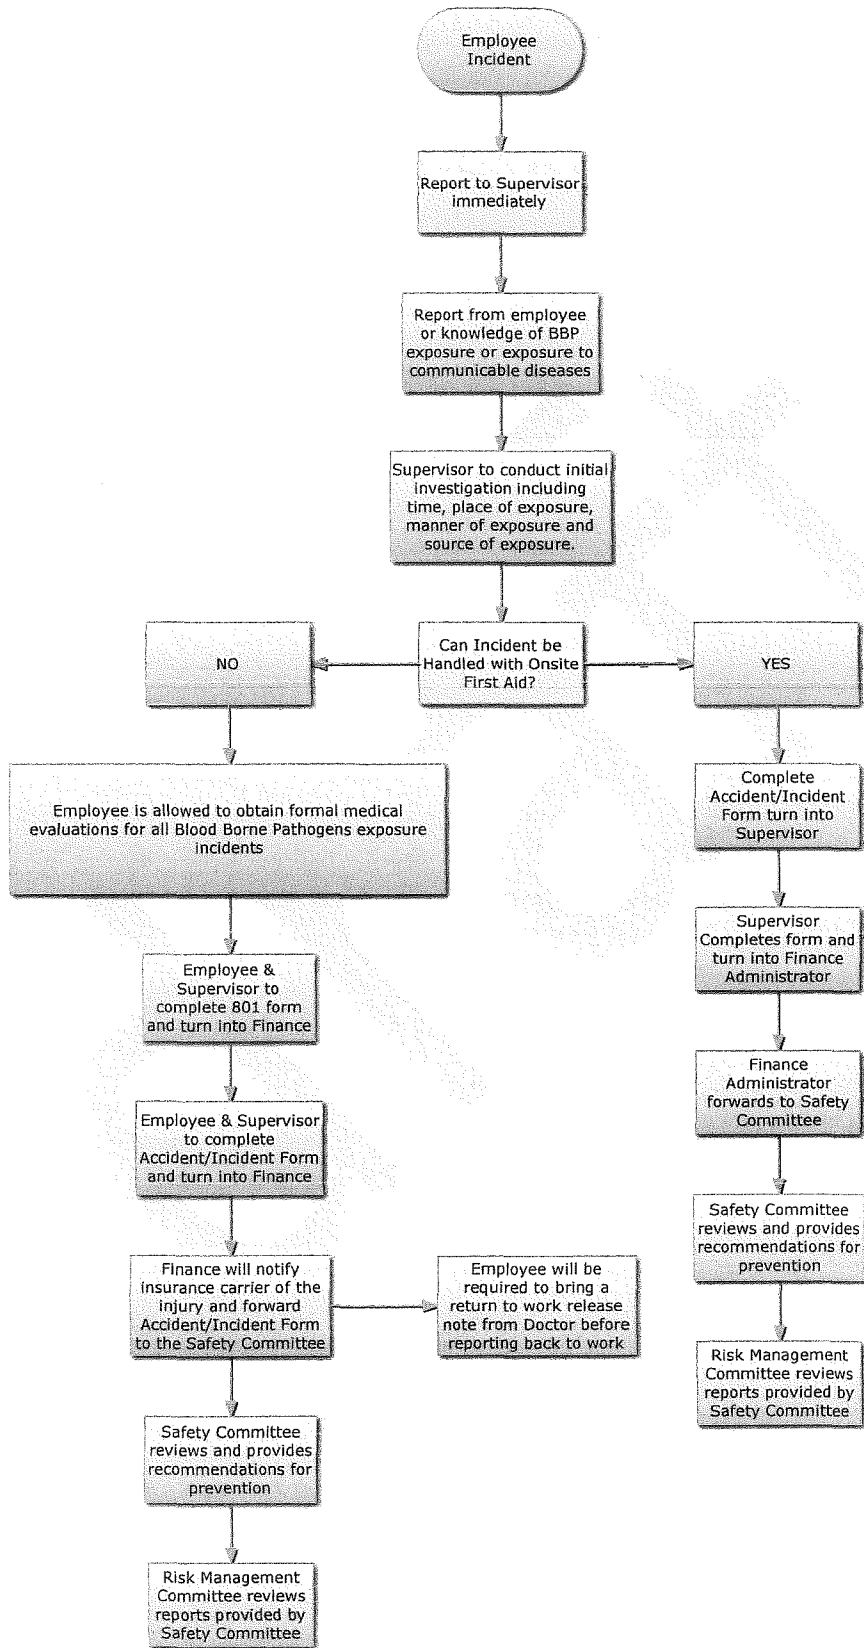 Employee
Incident
Report to Supervisor
immediately
Report from employee
or knowledge of BBP
exposure or exposure to
communicable diseases
Supervisor to conduct initial
investigation including
time, place of exposure,
manner of exposure and
source of exposure.
Can Incident be
Handled with Onsite
First Aid?
NO
Employee is allowed to obtain formal medical
evaluations for all Blood Borne Pathogens exposure
incidents
Employee &
Supervisor to
complete 801 form
and turn into Finance
Employee & Supervisor
to complete
Accident/Incident Form
and turn into Finance
Finance will notify
insurance carrier of the
injury and forward
Accident/Incident Form
to the Safety Committee
Employee will be
required to bring a
return to work release
note from Doctor before
reporting back to work
Safety Committee
reviews and provides
recommendations for
prevention
Risk Management
Committee reviews
reports provided by
Safety Committee
YES
Complete
Accident/Incident
Form turn into
Supervisor
Supervisor
Completes form and
turn into Finance
Administrator
Finance
Administrator
forwards to Safety
Committee
Safety Committee
reviews and provides
recommendations for
prevention
Risk Management
Committee reviews
reports provided by
Safety Committee